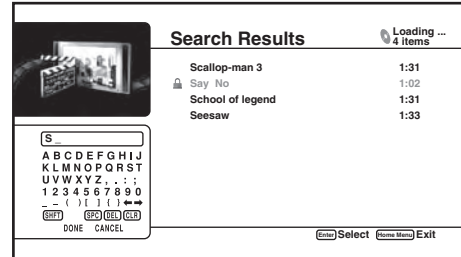 Search Results
Loading ...
4 items
Scallop-man 3 1:31
Say No 1:02
School of legend 1:31
Seesaw 1:33
S _
A B C D E F G H I J
K L M N O P Q R S T
U V W X Y Z , . : ;
1 2 3 4 5 6 7 8 9 0
_ – ( ) [ ] { } ⬅ ➡
SHFT SPC DEL CLR
DONE CANCEL
Enter Select Home Menu Exit